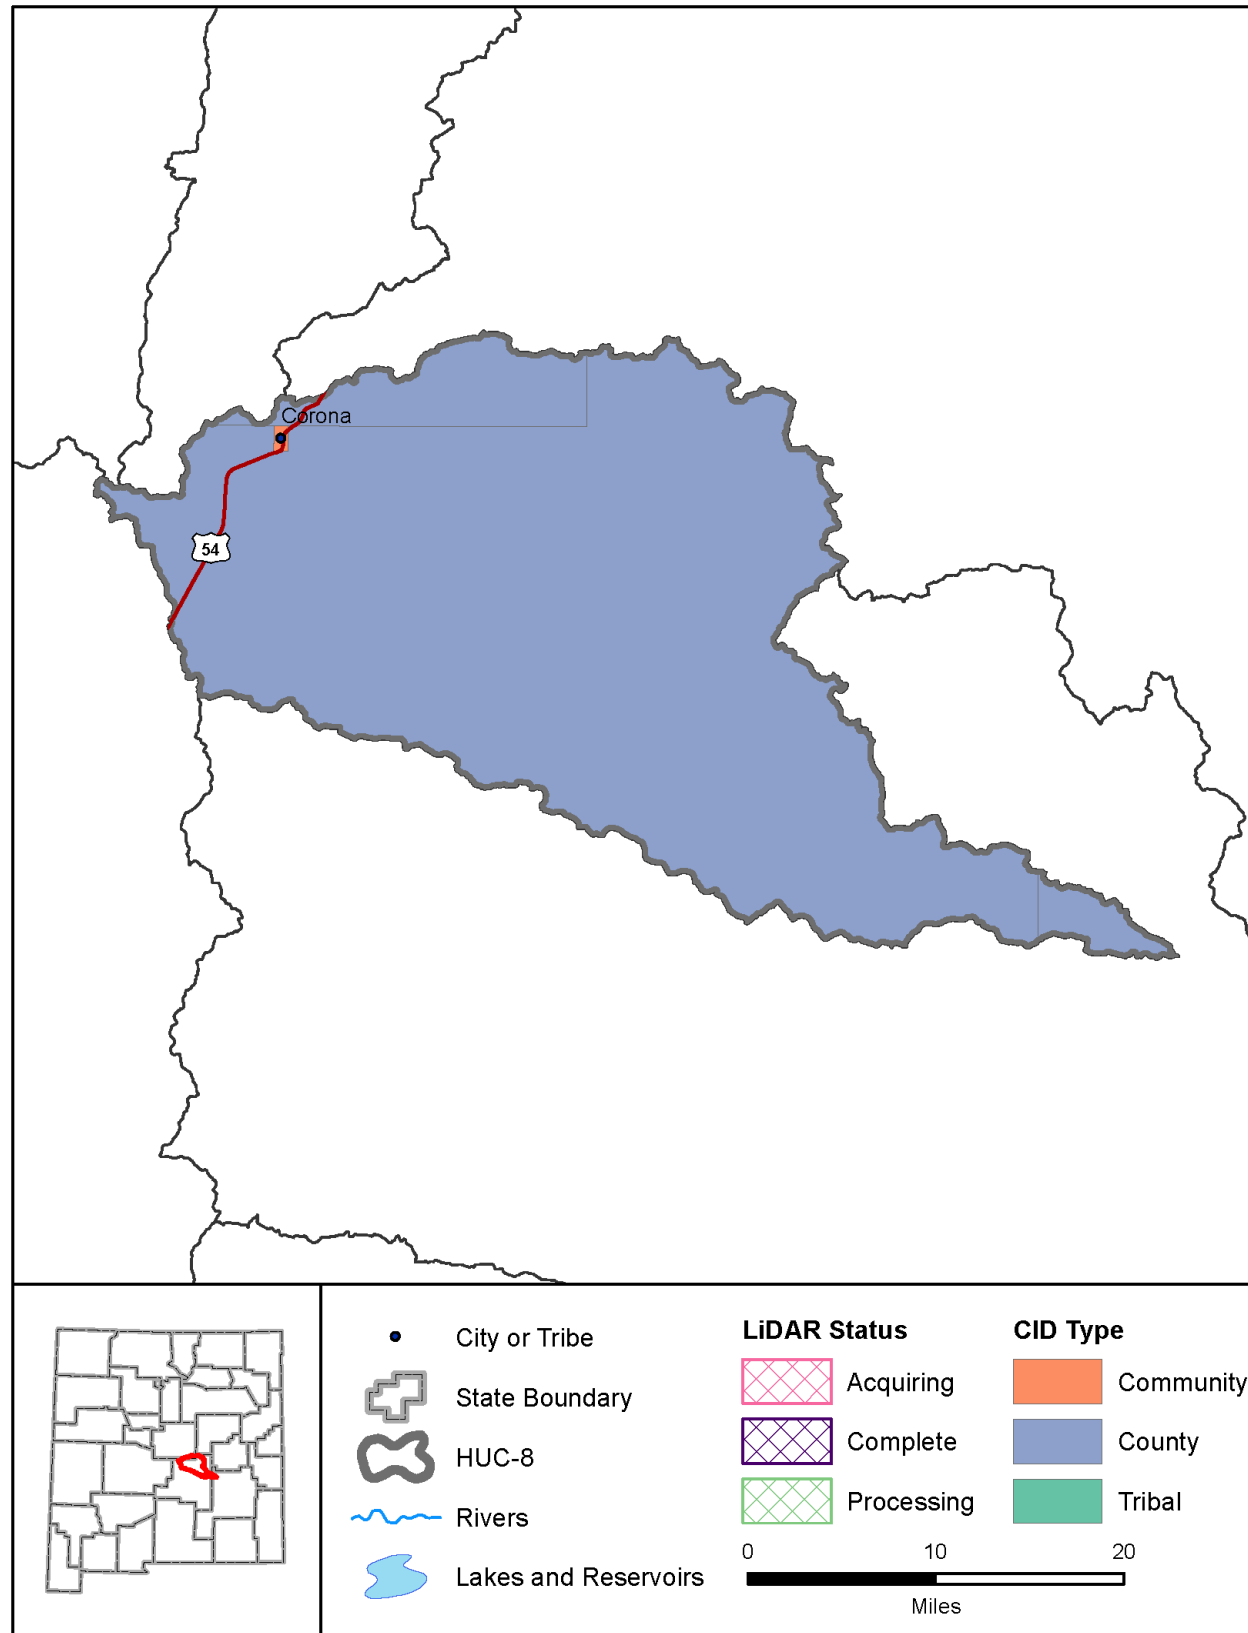 Corona
54
City or Tribe
State Boundary
HUC-8
Rivers
Lakes and Reservoirs
LiDAR Status
Acquiring
Complete
Processing
CID Type
Community
County
Tribal
0 10 20
Miles